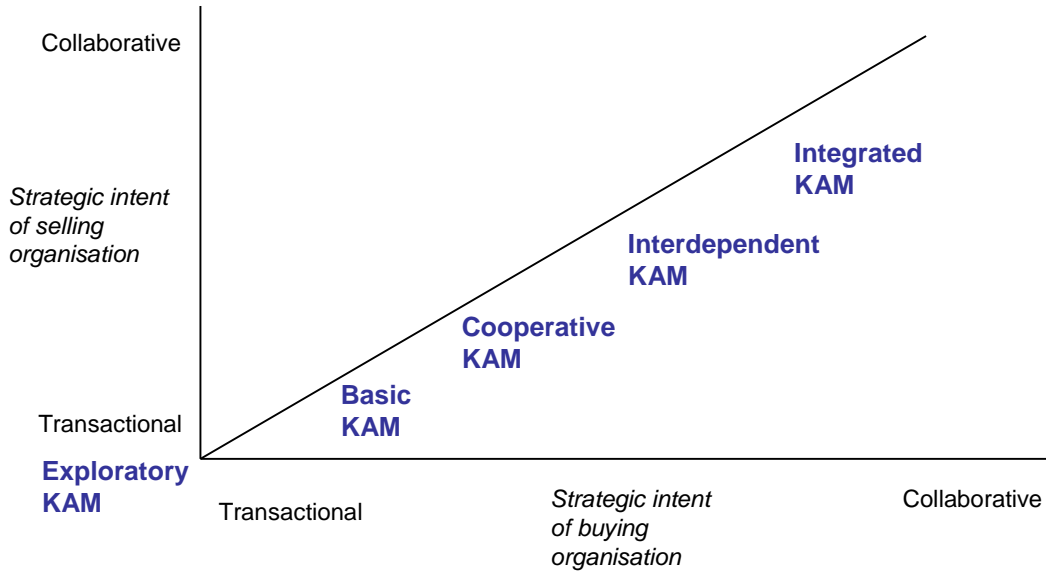 Collaborative
Strategic intent
of selling
organisation
Integrated
KAM
Interdependent
KAM
Cooperative
KAM
Basic
KAM
Transactional
Exploratory
KAM
Transactional
Strategic intent
of buying
organisation
Collaborative